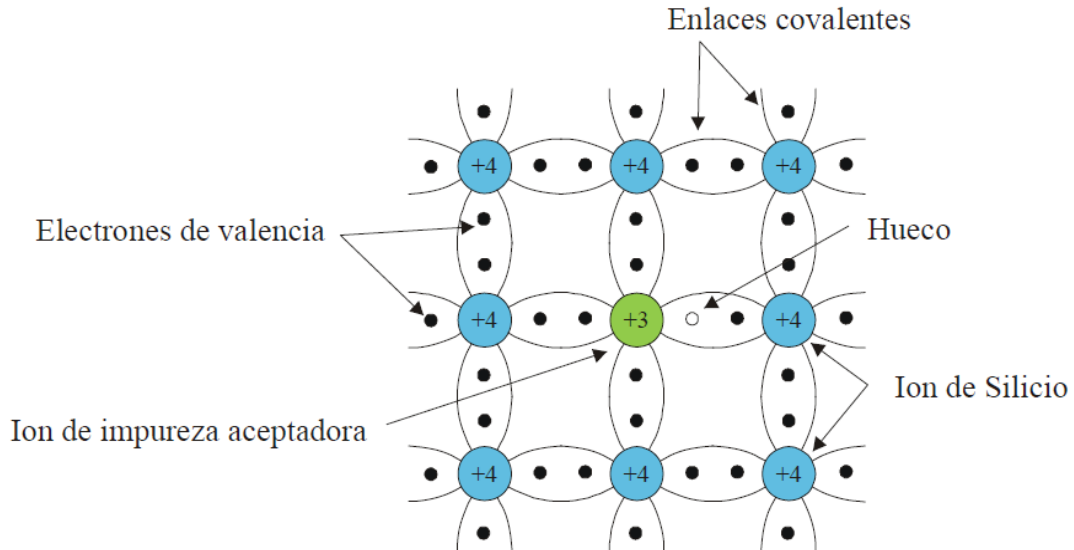 Enlaces covalentes
+4 +4 +4
Electrones de valencia
Hueco
+4 +3 +4
Ion de Silicio
Ion de impureza aceptadora
+4 +4 +4